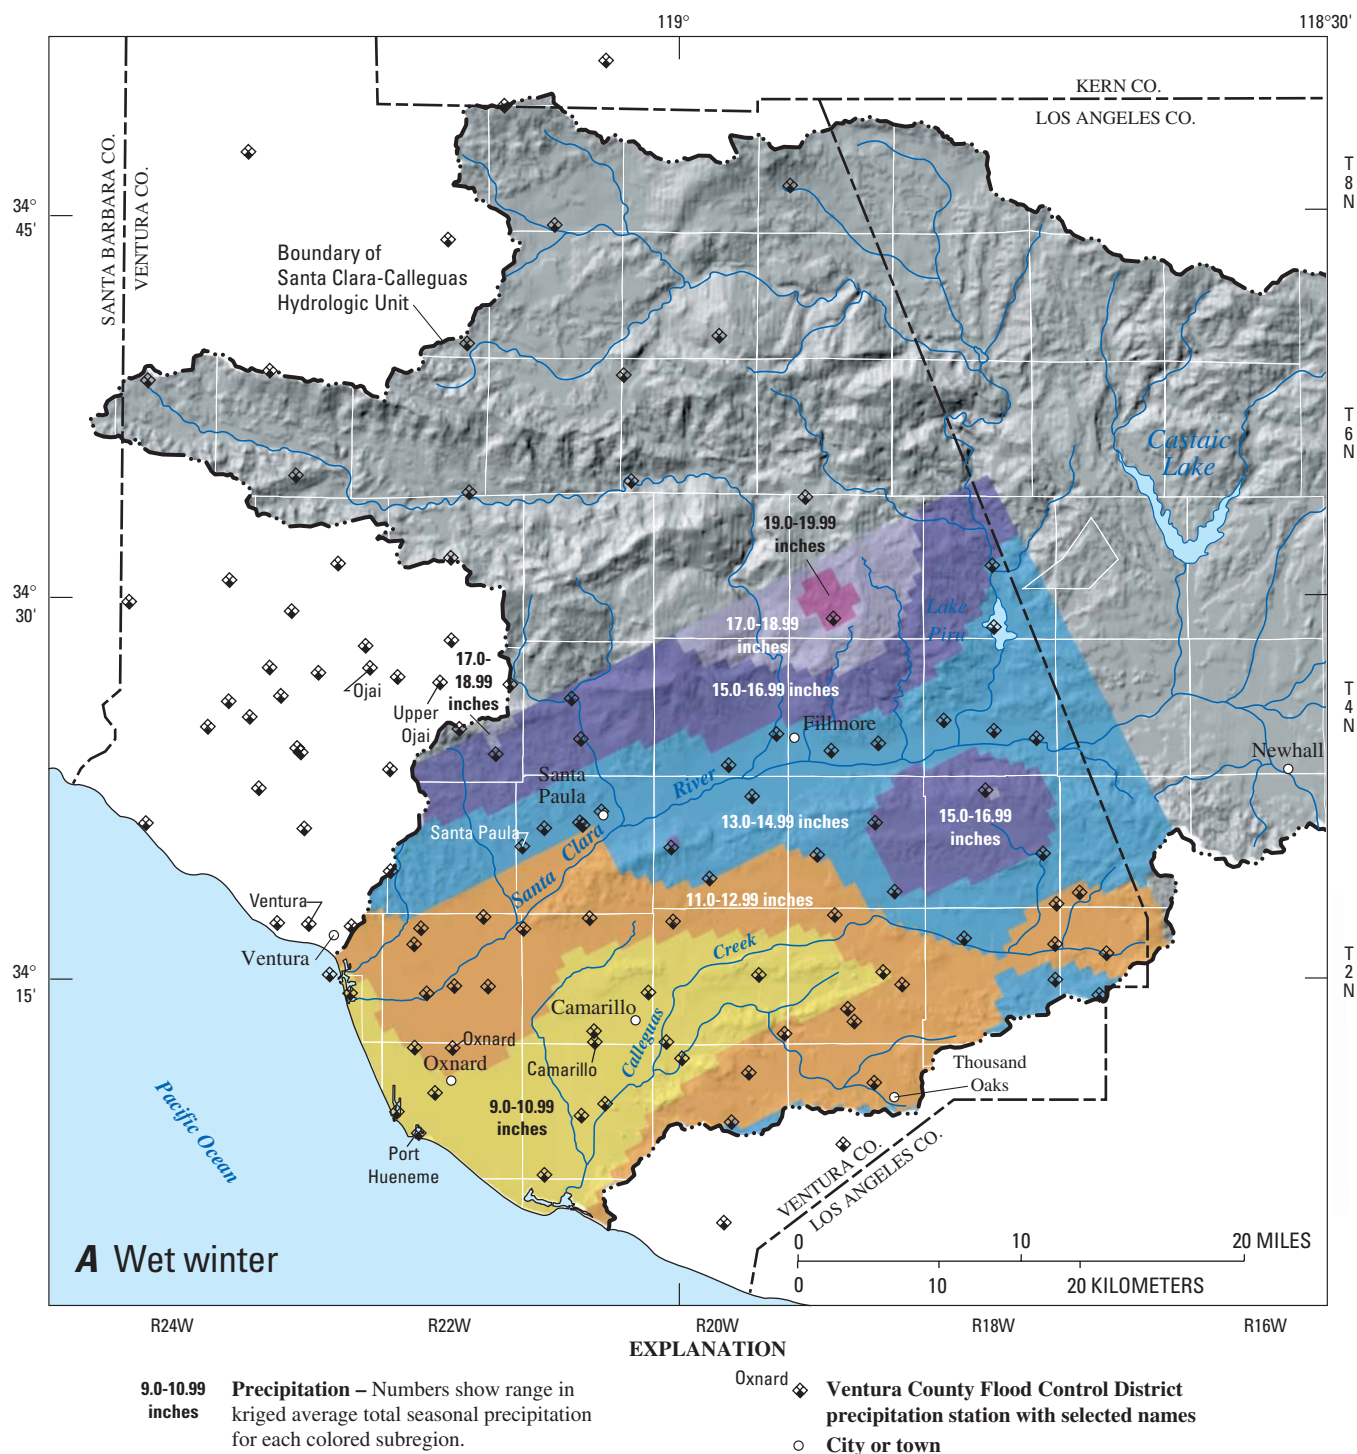 119°
118°30'
KERN CO.
LOS ANGELES CO.
SANTA BARBARA CO.
VENTURA CO.
T
8
N
34°
45'
Boundary of
Santa Clara-Calleguas
Hydrologic Unit
T
6
N
Castaic
Lake
19.0-19.99
inches
34°
30'
Lake
Piru
17.0-18.99
inches
17.0-
18.99
inches
15.0-16.99 inches
Ojai
Upper
Ojai
T
4
N
Fillmore
Newhall
Santa
Paula
River
13.0-14.99 inches
15.0-16.99
inches
Santa Paula
Clara
Santa
11.0-12.99 inches
Ventura
Ventura
Creek
34°
15'
T
2
N
Camarillo
Calleguas
Oxnard
Oxnard
Camarillo
Thousand
Oaks
9.0-10.99
inches
Pacific Ocean
Port
Hueneme
VENTURA CO.
LOS ANGELES CO.
A Wet winter
0 10 20 MILES
0 10 20 KILOMETERS
R24W R22W R20W R18W R16W
EXPLANATION
9.0-10.99
inches
Precipitation – Numbers show range in
kriged average total seasonal precipitation
for each colored subregion.
Oxnard
Ventura County Flood Control District
precipitation station with selected names
City or town